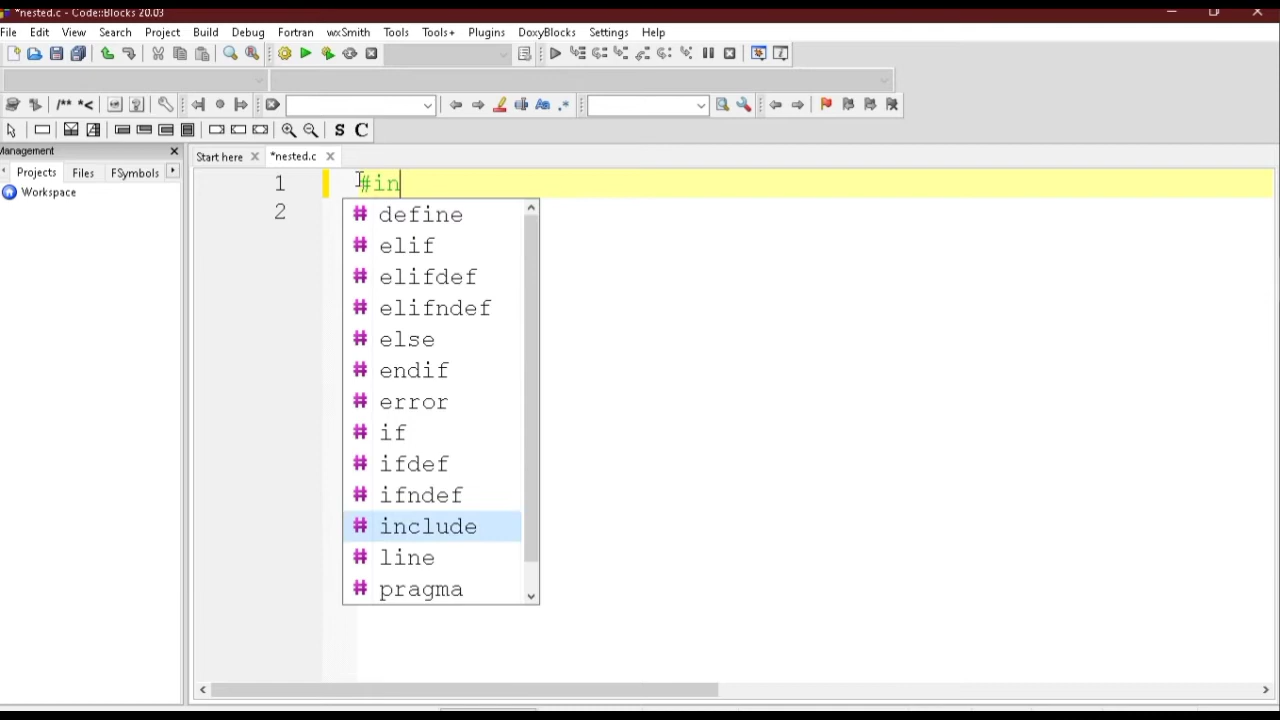 *nested.c - Code::Blocks 20.03
File Edit View Search Project Build Debug Fortran wxSmith Tools Tools+ Plugins DoxyBlocks Settings Help
/** *<
S C
Management
Start here *nested.c
Projects Files FSymbols
Workspace
1 #in
2
# define
# elif
# elifdef
# elifndef
# else
# endif
# error
# if
# ifdef
# ifndef
# include
# line
# pragma